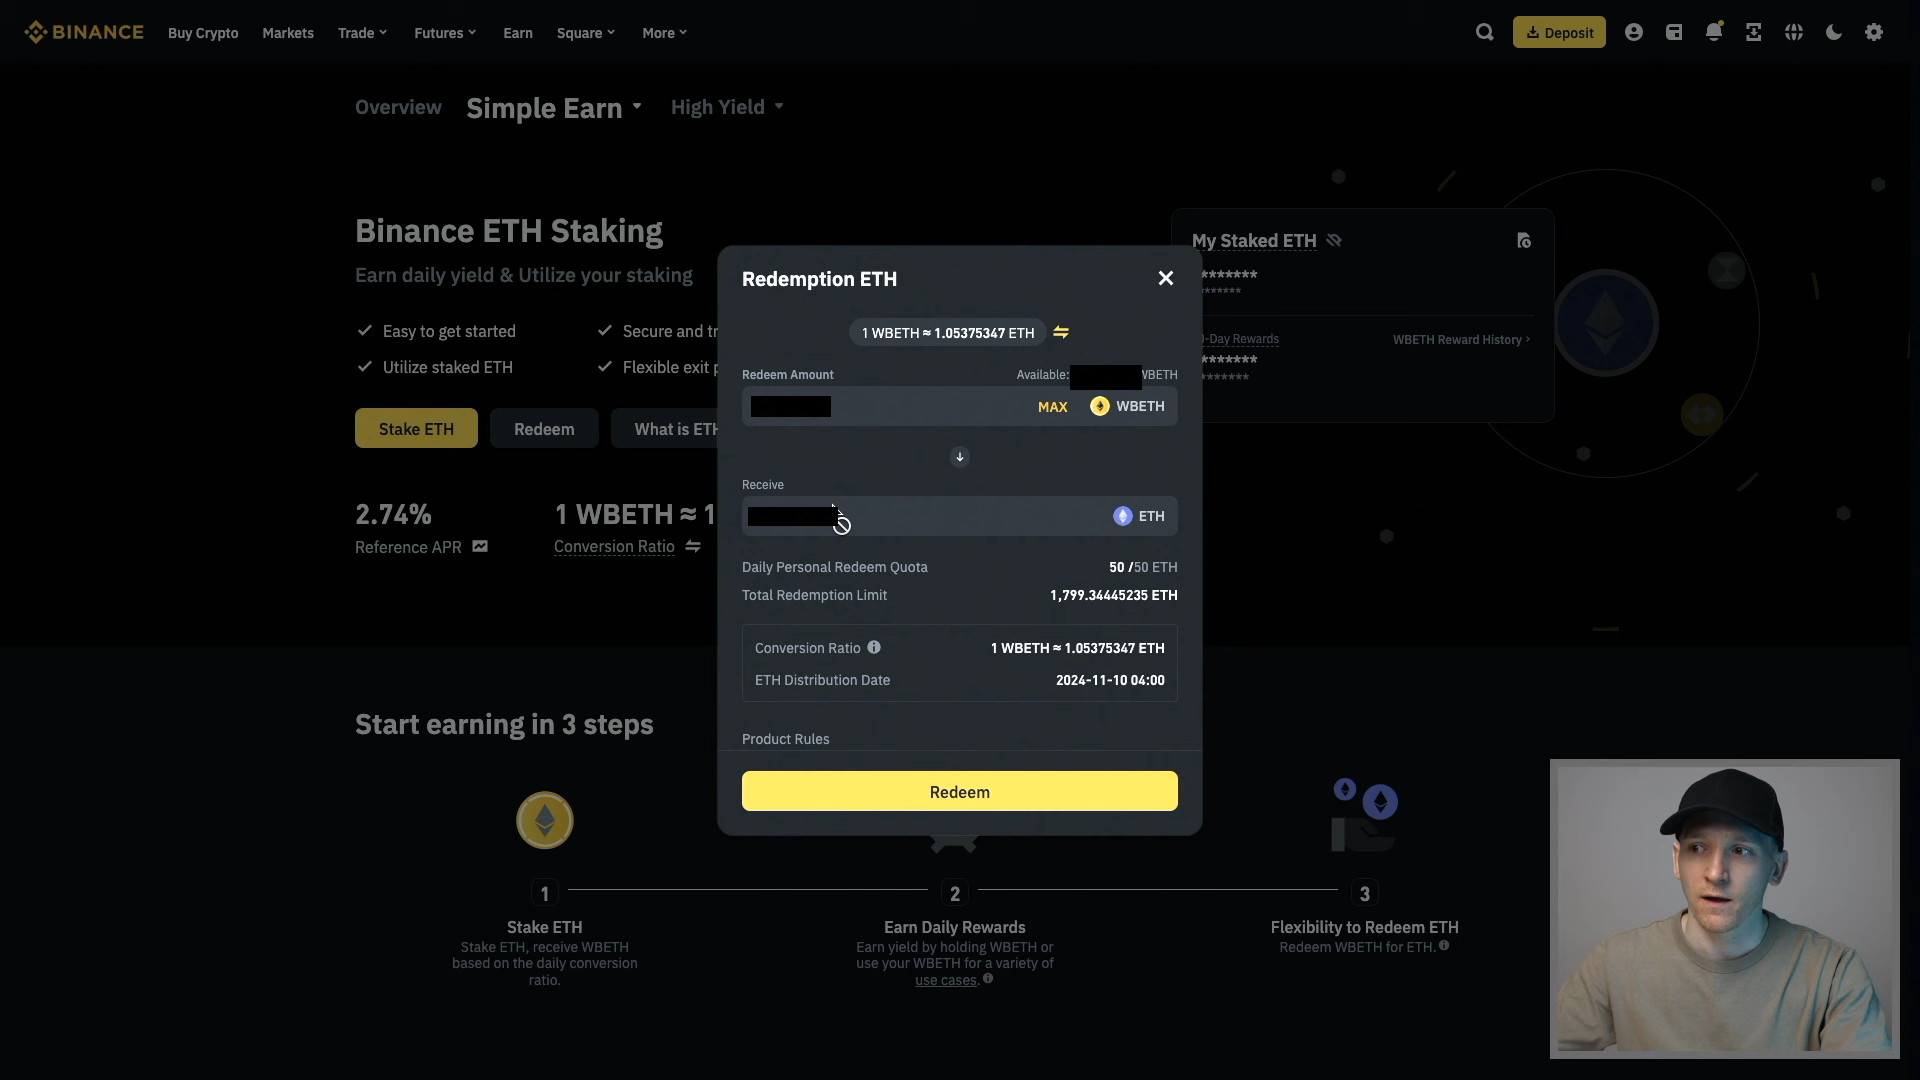 BINANCE Buy Crypto Markets Trade Futures Earn Square More Deposit
Overview Simple Earn High Yield
Binance ETH Staking
Earn daily yield & Utilize your staking
Easy to get started Secure and
Utilize staked ETH Flexible exit
Stake ETH Redeem What is ETH
2.74% 1 WBETH ≈ 1
Reference APR Conversion Ratio
My Staked ETH
********
*******
-Day Rewards WBETH Reward History
********
*******
Redemption ETH
1 WBETH ≈ 1.05375347 ETH
Redeem Amount Available: WBETH
MAX WBETH
Receive
ETH
Daily Personal Redeem Quota 50 /50 ETH
Total Redemption Limit 1,799.34445235 ETH
Conversion Ratio 1 WBETH ≈ 1.05375347 ETH
ETH Distribution Date 2024-11-10 04:00
Product Rules
Redeem
Start earning in 3 steps
1 2 3
Stake ETH
Stake ETH, receive WBETH
based on the daily conversion
ratio.
Earn Daily Rewards
Earn yield by holding WBETH or
use your WBETH for a variety of
use cases.
Flexibility to Redeem ETH
Redeem WBETH for ETH.